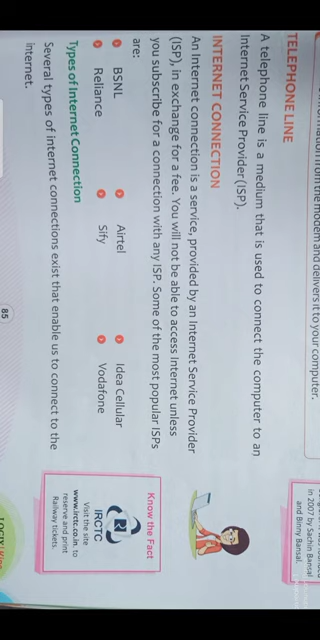 information from the modem and delivers it to your computer.
in 2007 by Sachin Bansal
and Binny Bansal.
TELEPHONE LINE
A telephone line is a medium that is used to connect the computer to an
Internet Service Provider (ISP).
INTERNET CONNECTION
An Internet connection is a service, provided by an Internet Service Provider
(ISP), in exchange for a fee. You will not be able to access Internet unless
you subscribe for a connection with any ISP. Some of the most popular ISPs
are:
BSNL Airtel Idea Cellular
Reliance Sify Vodafone
Know the Fact
IRCTC
Visit the site
www.irctc.co.in. to
reserve and print
Railway tickets.
Types of Internet Connection
Several types of internet connections exist that enable us to connect to the
internet.
85